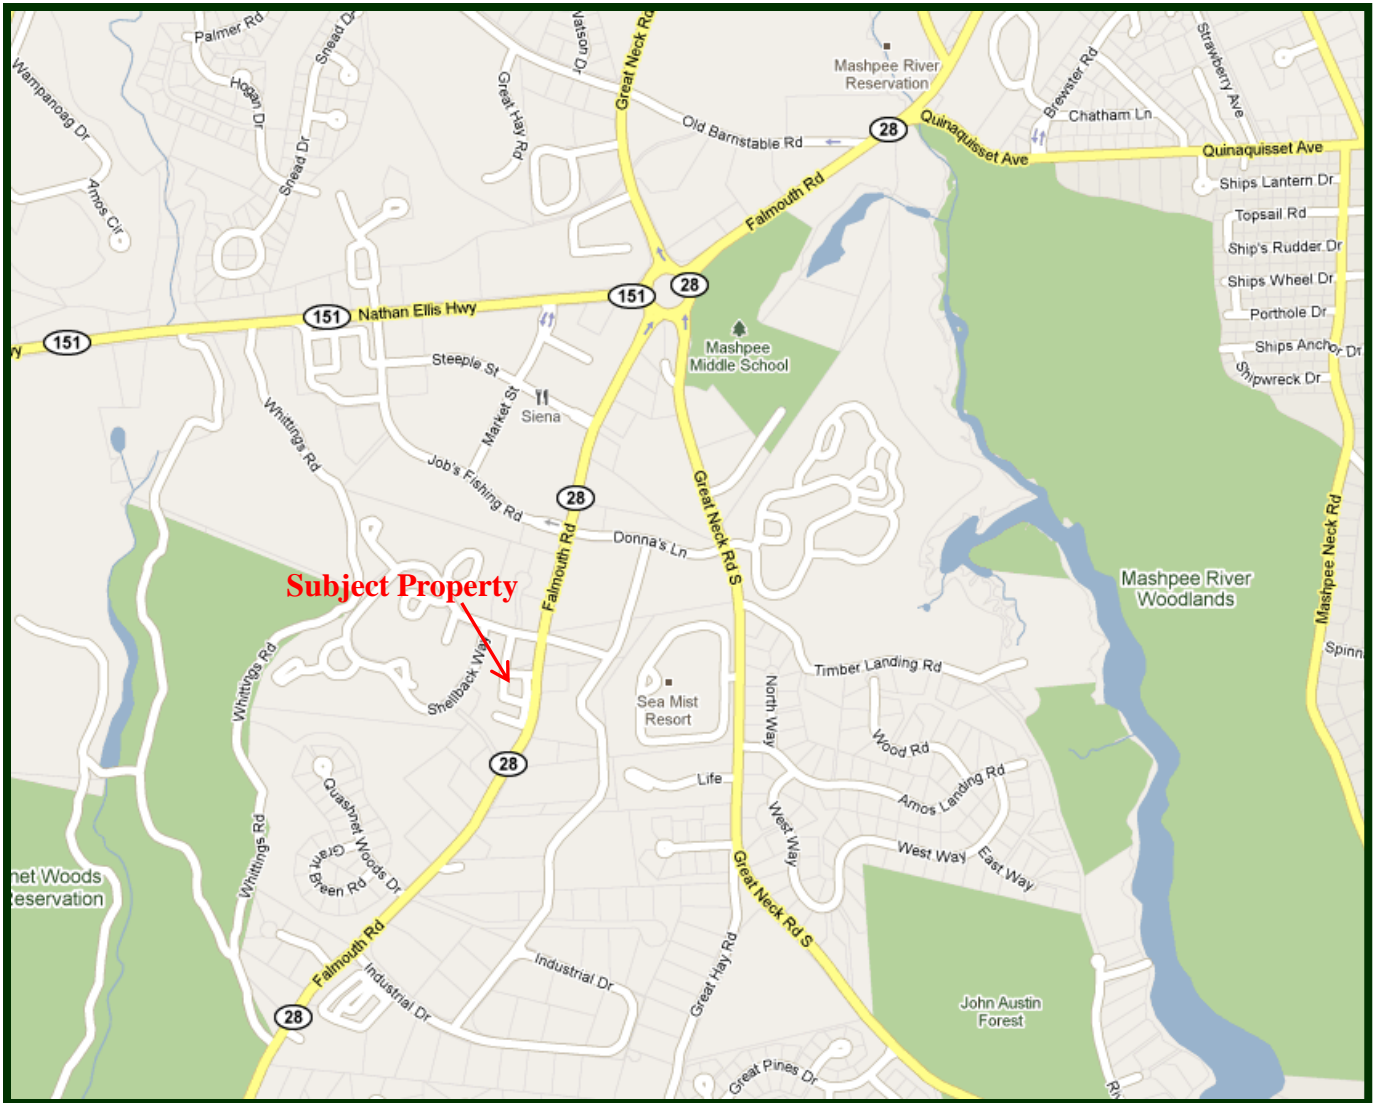 Palmer Rd
Snead Dr
Watson Dr
Great Neck Rd
Mashpee River
Reservation
Strawberry Ave
Brewster Rd
Wampanoag Dr
Hogan Dr
Great Hay Rd
Chatham Ln
Old Barnstable Rd
28
Quinaquisset Ave
Quinaquisset Ave
Snead Dr
Amos Cir
Falmouth Rd
Ships Lantern Dr
Topsail Rd
Ship's Rudder Dr
Ships Wheel Dr
151
28
151
Nathan Ellis Hwy
Porthole Dr
wy
151
Mashpee
Middle School
Ships Anchor Dr
Shipwreck Dr
Steeple St
Market St
Siena
Whittings Rd
Job's Fishing Rd
28
Great Neck Rd S
Donna's Ln
Falmouth Rd
Mashpee Neck Rd
Subject Property
Mashpee River
Woodlands
Whittings Rd
Shellback Way
Timber Landing Rd
Spinn
Sea Mist
Resort
North Way
Wood Rd
28
Life
Amos Landing Rd
Quashnet Woods Dr
West Way
Whittings Rd
Grant
Breen Rd
West Way
East Way
net Woods
eservation
Great Neck Rd S
Falmouth Rd
Great Hay Rd
Industrial Dr
Industrial Dr
28
John Austin
Forest
Great Pines Dr
Riv